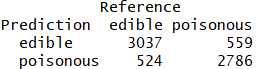 Reference
Prediction edible poisonous
edible 3037 559
poisonous 524 2786